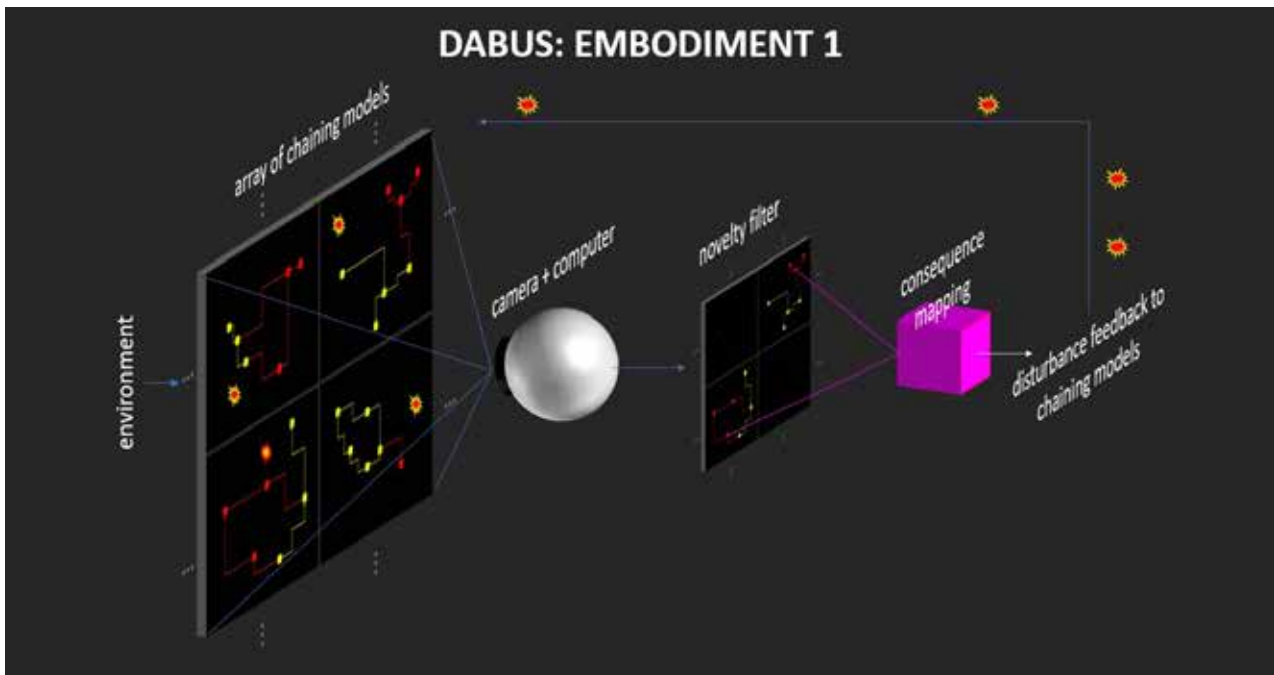 DABUS: EMBODIMENT 1
array of chaining models
environment
camera + computer
novelty filter
consequence
mapping
disturbance feedback to
chaining models